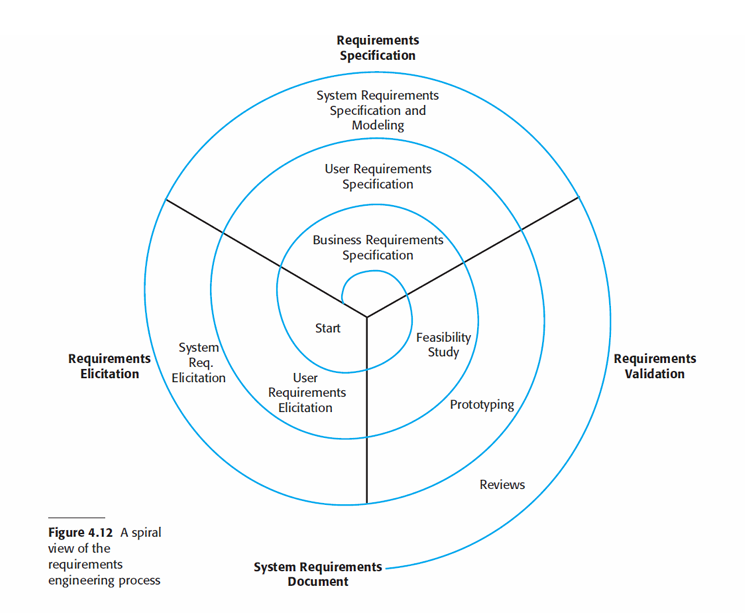 Requirements
Specification
System Requirements
Specification and
Modeling
User Requirements
Specification
Business Requirements
Specification
Start
Feasibility
Study
System
Req.
Elicitation
Requirements
Elicitation
Requirements
Validation
User
Requirements
Elicitation
Prototyping
Reviews
Figure 4.12 A spiral
view of the
requirements
engineering process
System Requirements
Document